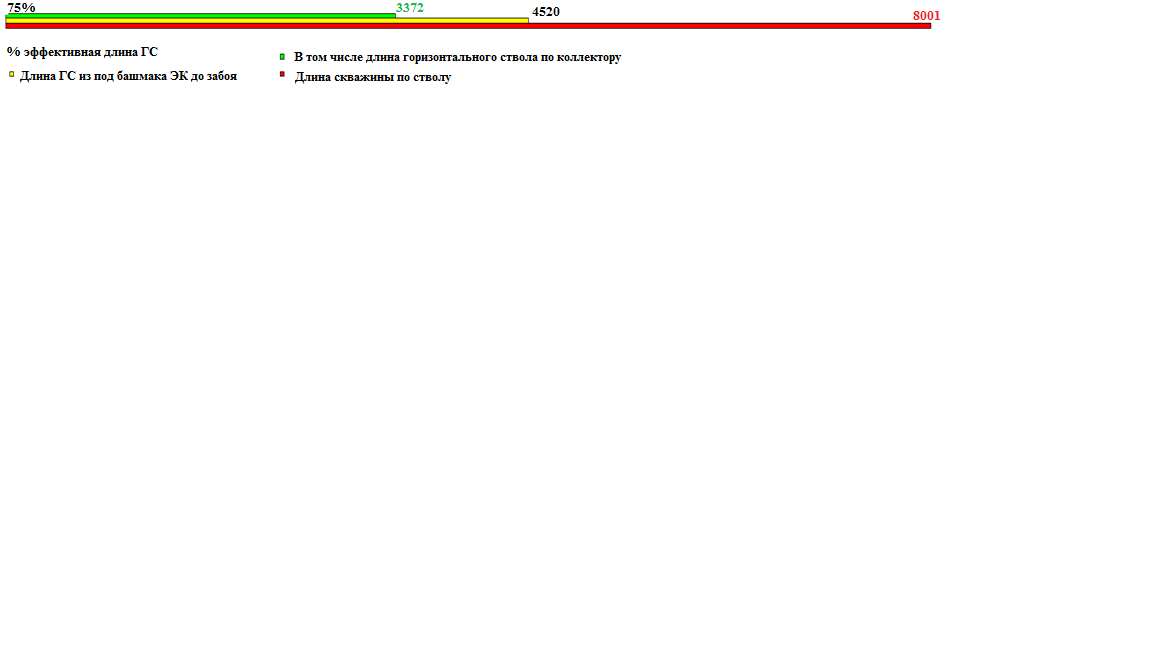 75%
3372
4520
8001
% эффективная длина ГС
В том числе длина горизонтального ствола по коллектору
Длина ГС из под башмака ЭК до забоя
Длина скважины по стволу